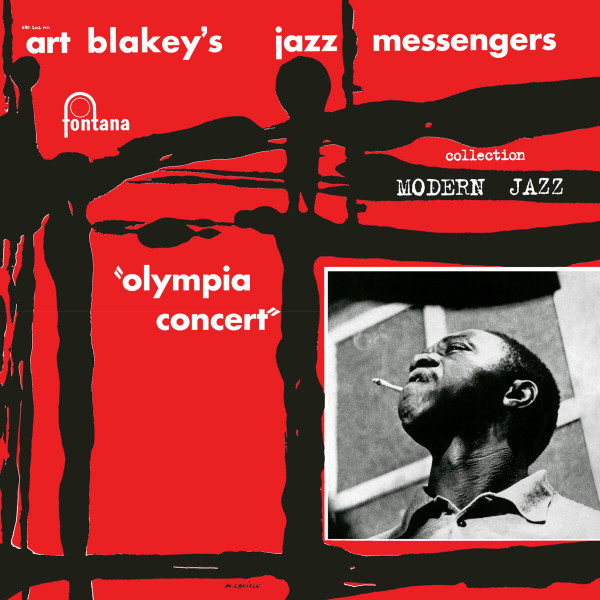 art blakey's jazz messengers
fontana
collection
MODERN JAZZ
"olympia
concert"